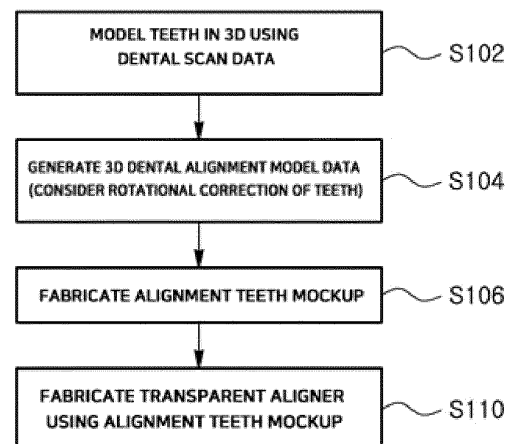 MODEL TEETH IN 3D USING
DENTAL SCAN DATA
S102
GENERATE 3D DENTAL ALIGNMENT MODEL DATA
(CONSIDER ROTATIONAL CORRECTION OF TEETH)
S104
FABRICATE ALIGNMENT TEETH MOCKUP
S106
FABRICATE TRANSPARENT ALIGNER
USING ALIGNMENT TEETH MOCKUP
S110